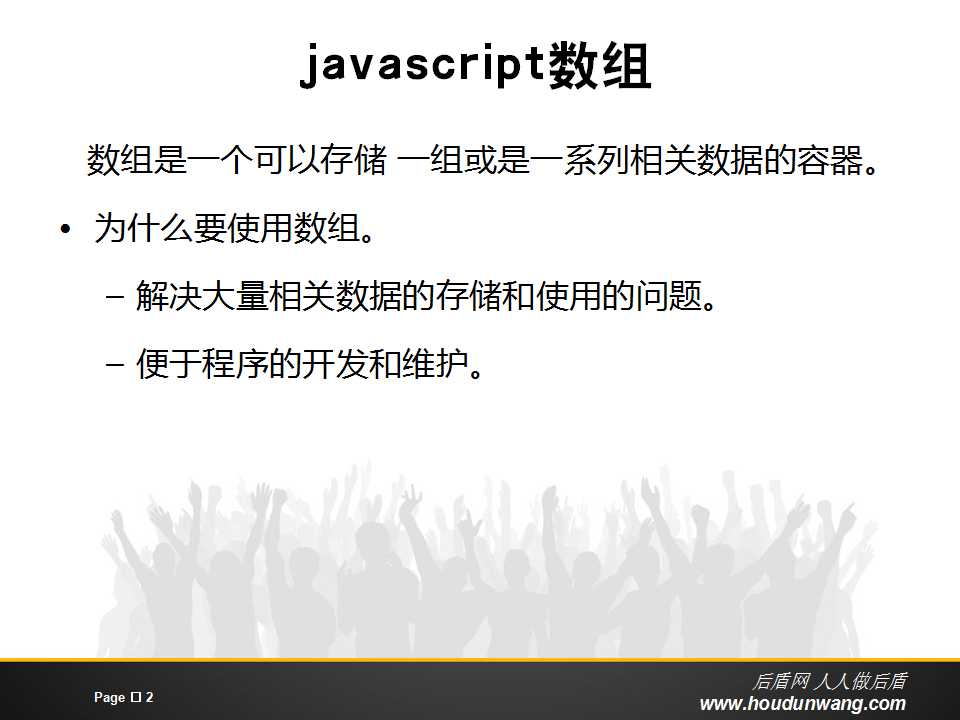 javascript数组
数组是一个可以存储 一组或是一系列相关数据的容器。
• 为什么要使用数组。
– 解决大量相关数据的存储和使用的问题。
– 便于程序的开发和维护。
后盾网 人人做后盾
Page □ 2
www.houdunwang.com